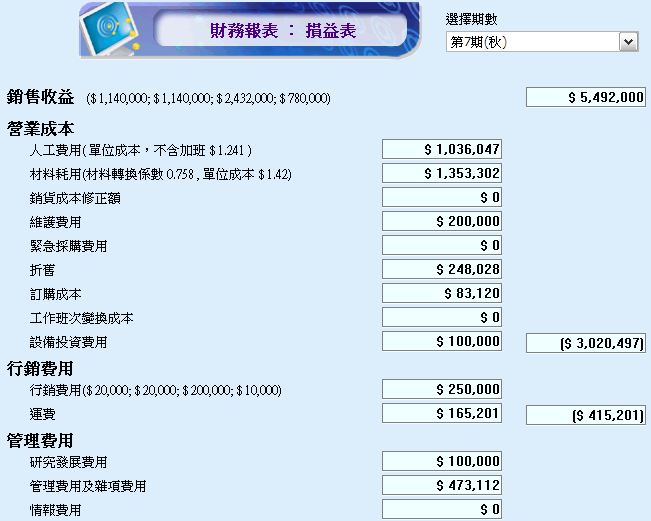 財務報表 : 損益表
選擇期數
第7期(秋)
銷售收益 ($1,140,000; $1,140,000; $2,432,000; $780,000) $ 5,492,000
營業成本
人工費用( 單位成本，不含加班 $1.241 ) $ 1,036,047
材料耗用(材料轉換係數 0.758 , 單位成本 $1.42) $ 1,353,302
銷貨成本修正額 $ 0
維護費用 $ 200,000
緊急採購費用 $ 0
折舊 $ 248,028
訂購成本 $ 83,120
工作班次變換成本 $ 0
設備投資費用 $ 100,000 ($ 3,020,497)
行銷費用
行銷費用($20,000; $20,000; $200,000; $10,000) $ 250,000
運費 $ 165,201 ($ 415,201)
管理費用
研究發展費用 $ 100,000
管理費用及雜項費用 $ 473,112
情報費用 $ 0